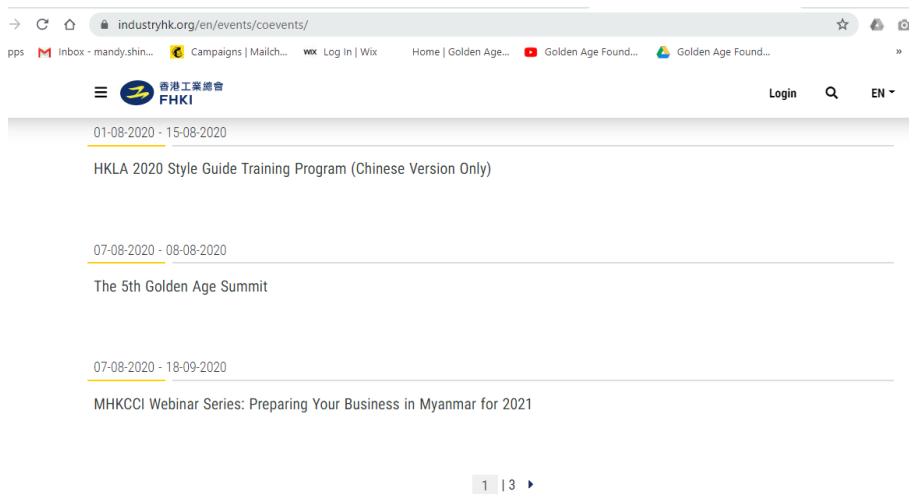 industryhk.org/en/events/coevents/
pps Inbox - mandy.shin... Campaigns | Mailch... WIX Log In | Wix Home | Golden Age... Golden Age Found... Golden Age Found... »
香港工業總會
FHKI
Login EN
01-08-2020 - 15-08-2020
HKLA 2020 Style Guide Training Program (Chinese Version Only)
07-08-2020 - 08-08-2020
The 5th Golden Age Summit
07-08-2020 - 18-09-2020
MHKCCI Webinar Series: Preparing Your Business in Myanmar for 2021
1 | 3